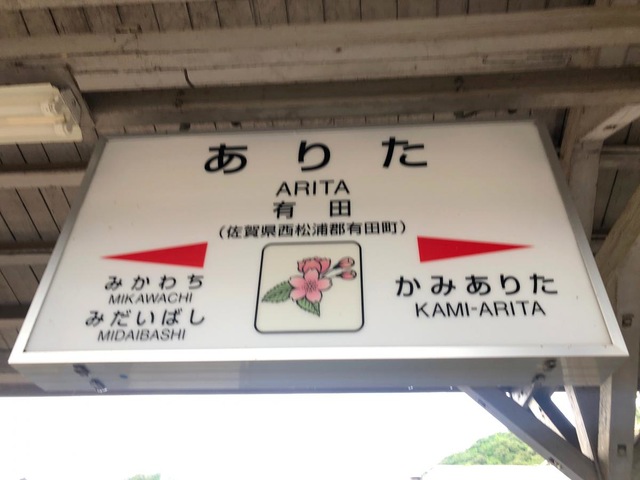 ありた
ARITA
有田
(佐賀県西松浦郡有田町)
みかわち
MIKAWACHI
みだいばし
MIDAIBASHI
かみありた
KAMI-ARITA